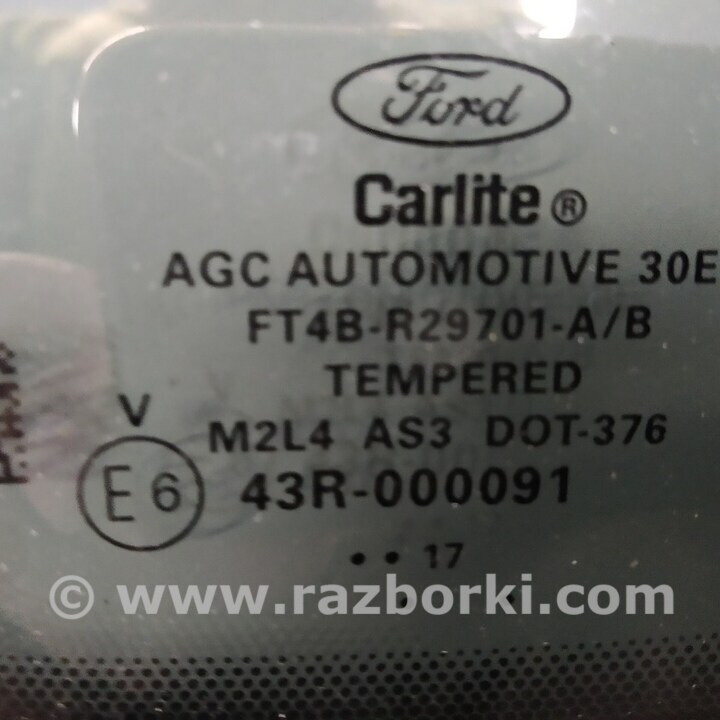 Ford
Carlite ®
AGC AUTOMOTIVE 30E
FT4B-R29701-A/B
TEMPERED
V
M2L4 AS3 DOT-376
E6 43R-000091
•• 17
© www.razborki.com